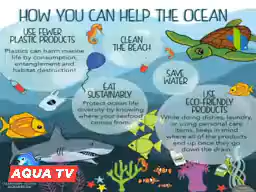 HOW YOU CAN HELP THE OCEAN
USE FEWER
PLASTIC PRODUCTS
Plastics can harm marine
life by consumption,
entanglement and
habitat destruction!
CLEAN
THE BEACH
SAVE
WATER
EAT
SUSTAINABLY
Protect ocean life
diversity by knowing
where your seafood
comes from.
USE
ECO-FRIENDLY
PRODUCTS
While doing dishes, laundry,
or using personal care
items, keep in mind
where all of the products
end up once they go
down the drain.
AQUA TV